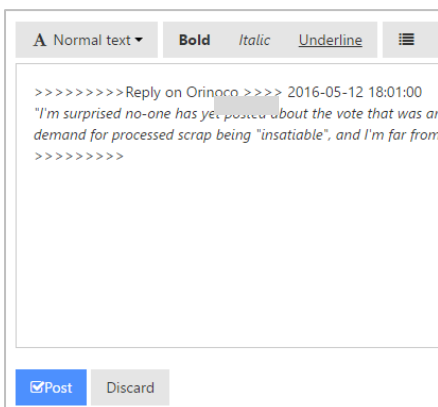 A Normal text Bold Italic Underline
>>>>>>>>>Reply on Orinoco >>>> 2016-05-12 18:01:00
"I'm surprised no-one has yet posted about the vote that was
demand for processed scrap being "insatiable", and I'm far from
>>>>>>>>>
Post Discard